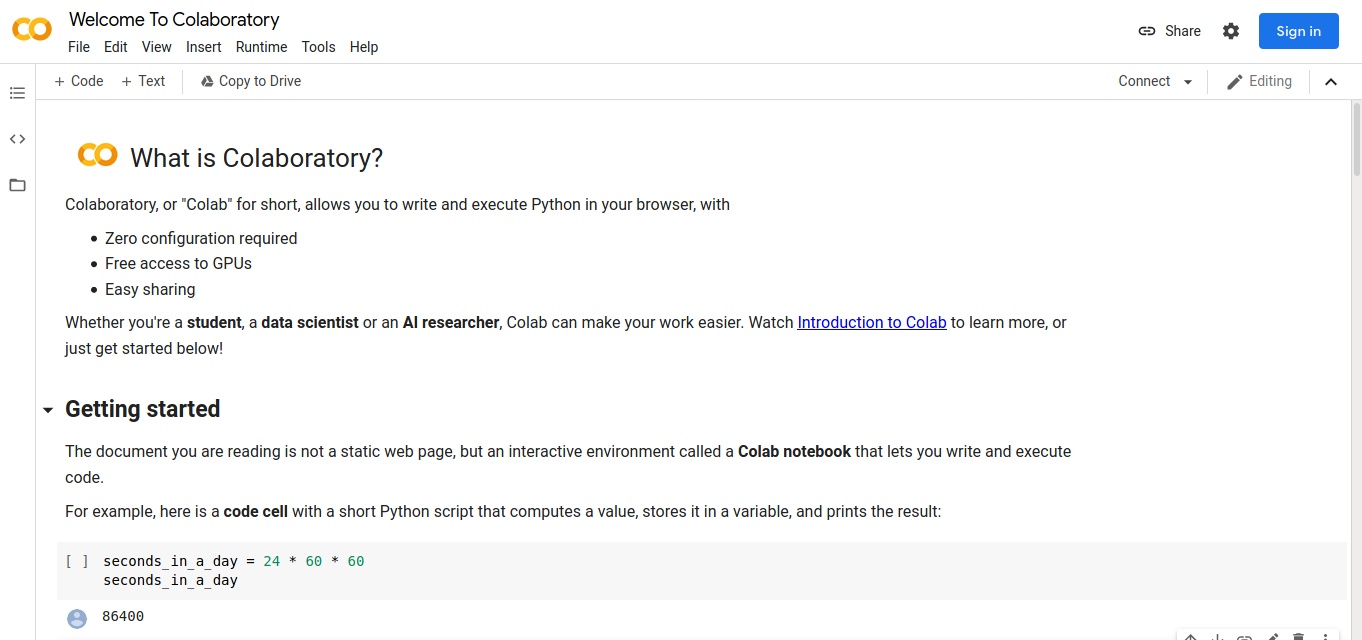 Welcome To Colaboratory
File Edit View Insert Runtime Tools Help
Share
Sign in
+ Code + Text Copy to Drive
Connect
Editing
What is Colaboratory?
Colaboratory, or "Colab" for short, allows you to write and execute Python in your browser, with
• Zero configuration required
• Free access to GPUs
• Easy sharing
Whether you're a student, a data scientist or an AI researcher, Colab can make your work easier. Watch Introduction to Colab to learn more, or
just get started below!
Getting started
The document you are reading is not a static web page, but an interactive environment called a Colab notebook that lets you write and execute
code.
For example, here is a code cell with a short Python script that computes a value, stores it in a variable, and prints the result:
[ ] seconds_in_a_day = 24 * 60 * 60
seconds_in_a_day
86400